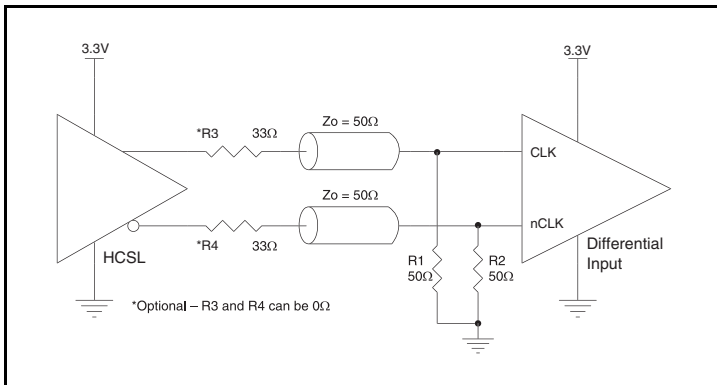 3.3V
3.3V
*R3 33Ω
Zo = 50Ω
CLK
Zo = 50Ω
nCLK
*R4 33Ω
HCSL
R1
50Ω
R2
50Ω
Differential
Input
*Optional – R3 and R4 can be 0Ω